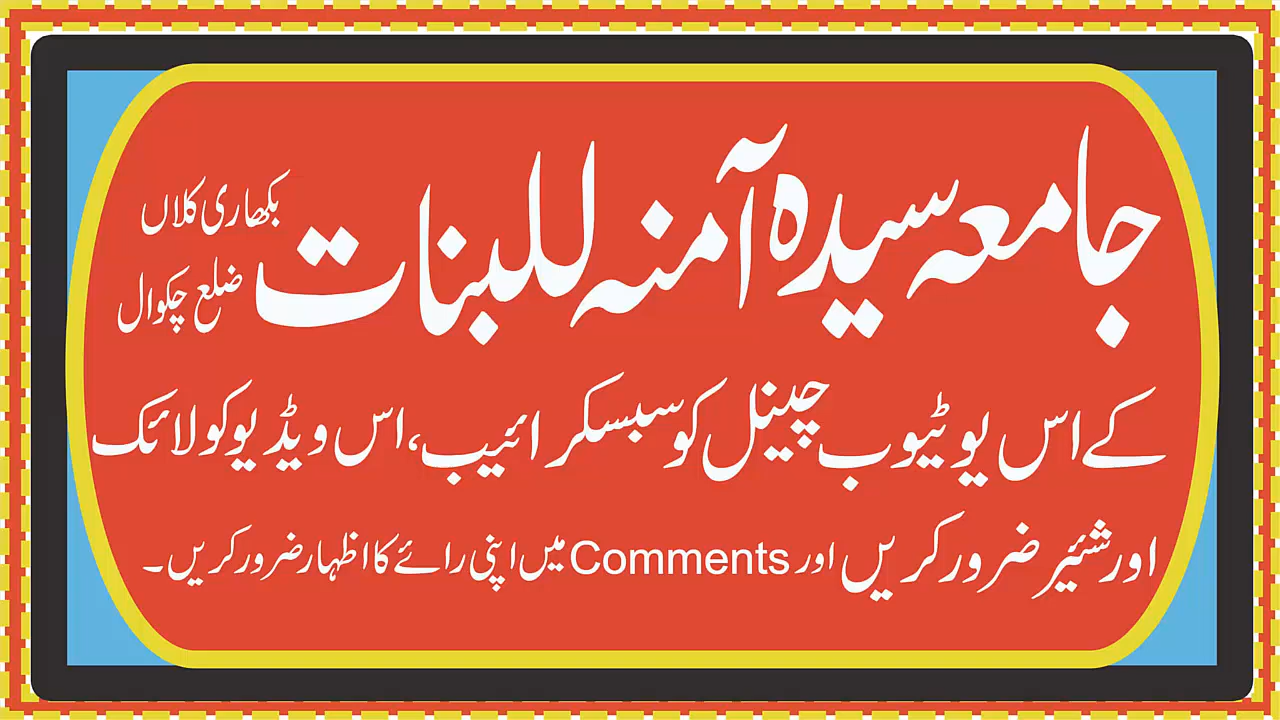 جامعہ سیدہ آمنہ للبنات
بکھاری کلاں
ضلع چکوال
کے اس یوٹیوب چینل کو سبسکرائیب، اس ویڈیو کو لائک
اور شئیر ضرور کریں اور Comments میں اپنی رائے کا اظہار ضرور کریں۔